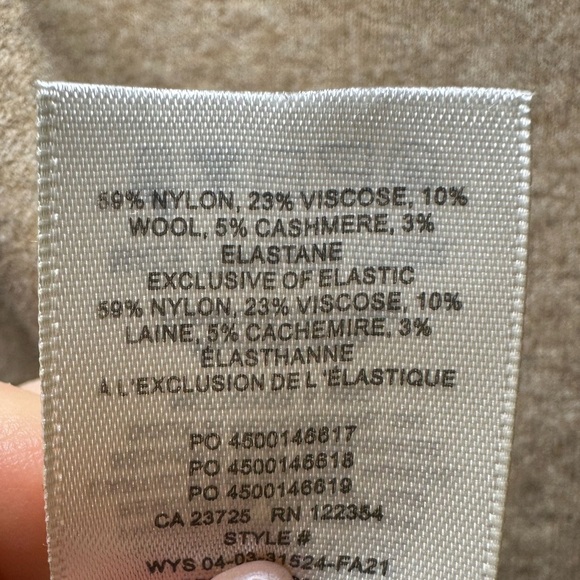 59% NYLON, 23% VISCOSE, 10%
WOOL, 5% CASHMERE, 3%
ELASTANE
EXCLUSIVE OF ELASTIC
59% NYLON, 23% VISCOSE, 10%
LAINE, 5% CACHEMIRE, 3%
ÉLASTHANNE
À L'EXCLUSION DE L'ÉLASTIQUE
PO 4500146617
PO 4500146618
PO 4500146619
CA 23725 RN 122354
STYLE #
WYS 04-03-31524-FA21